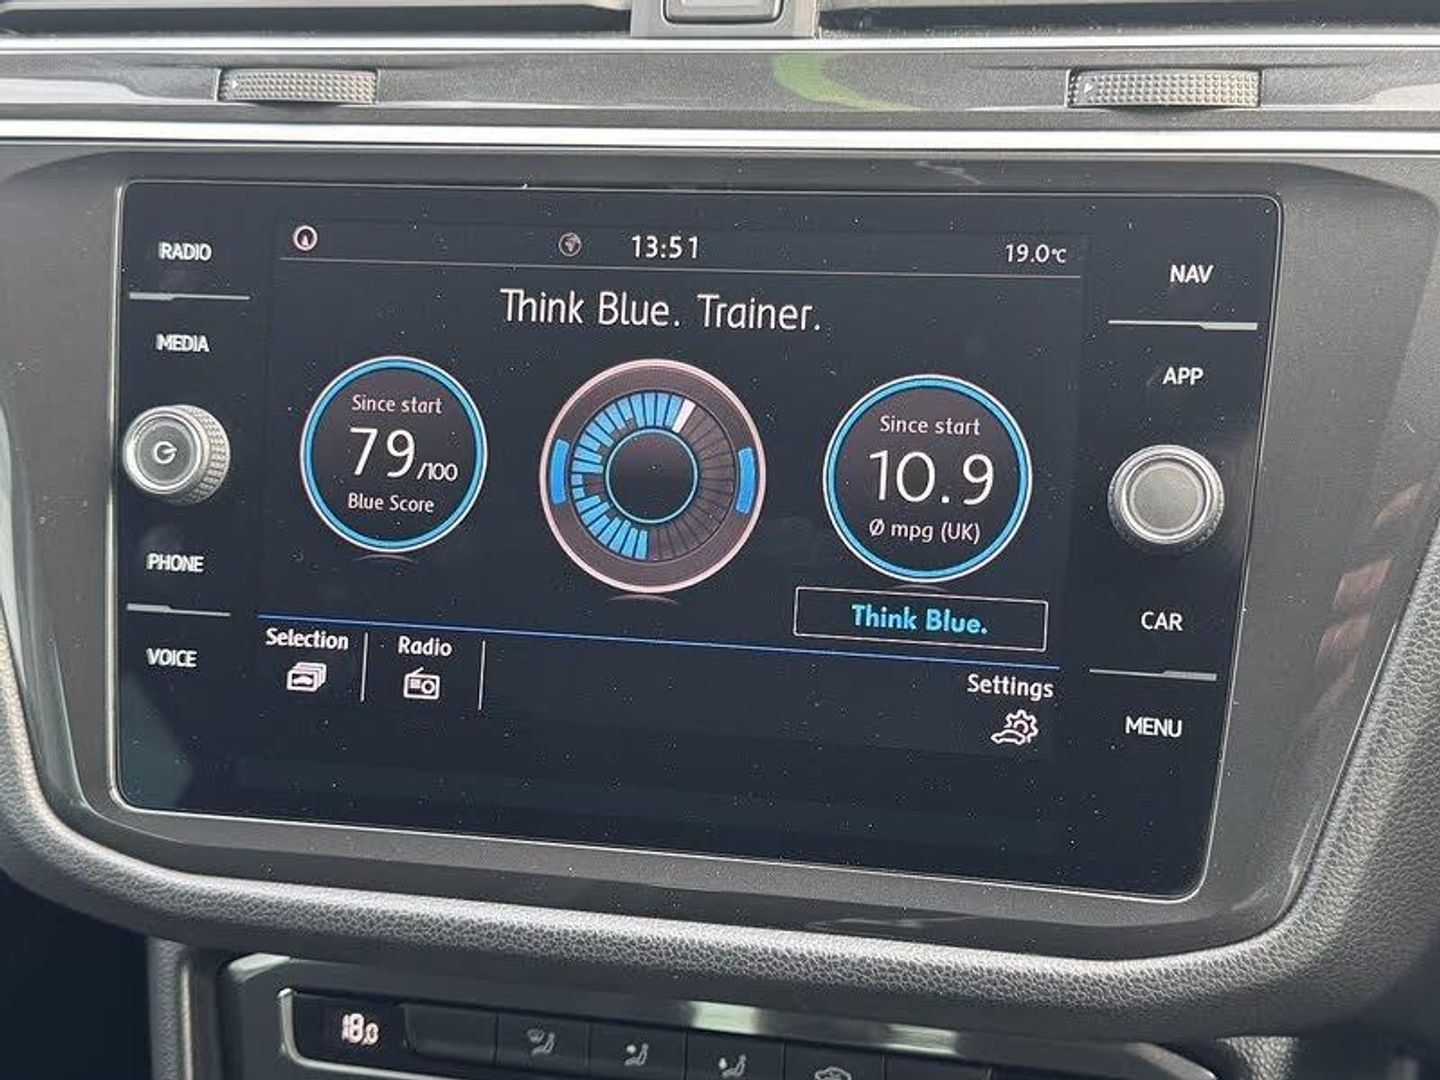 13:51
19.0°C
RADIO
MEDIA
PHONE
VOICE
Think Blue. Trainer.
Since start
79/100
Blue Score
Since start
10.9
Ø mpg (UK)
Think Blue.
Selection
Radio
Settings
NAV
APP
CAR
MENU
18.0